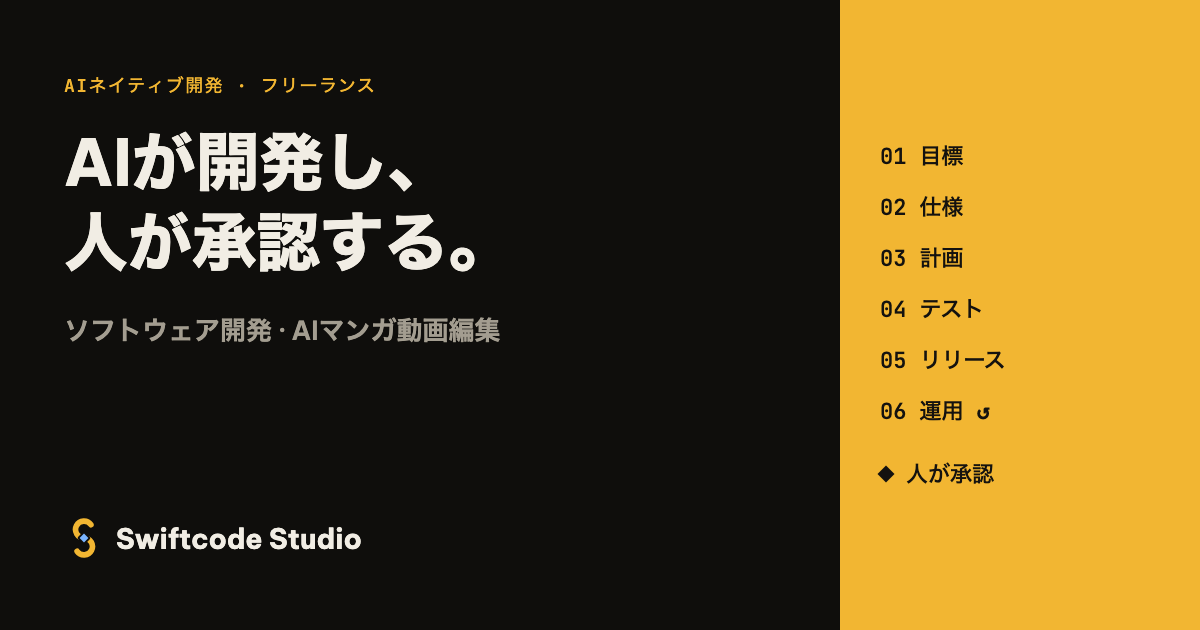 AIネイティブ開発 · フリーランス
AIが開発し、
人が承認する。
ソフトウェア開発 · AIマンガ動画編集
Swiftcode Studio
01 目標
02 仕様
03 計画
04 テスト
05 リリース
06 運用 ↺
◆ 人が承認